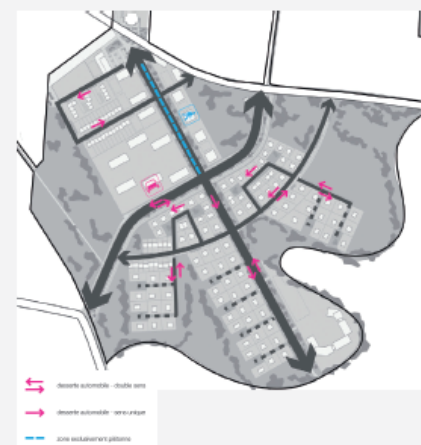 desserte automobile - double sens
desserte automobile - sens unique
zone exclusivement piétonne